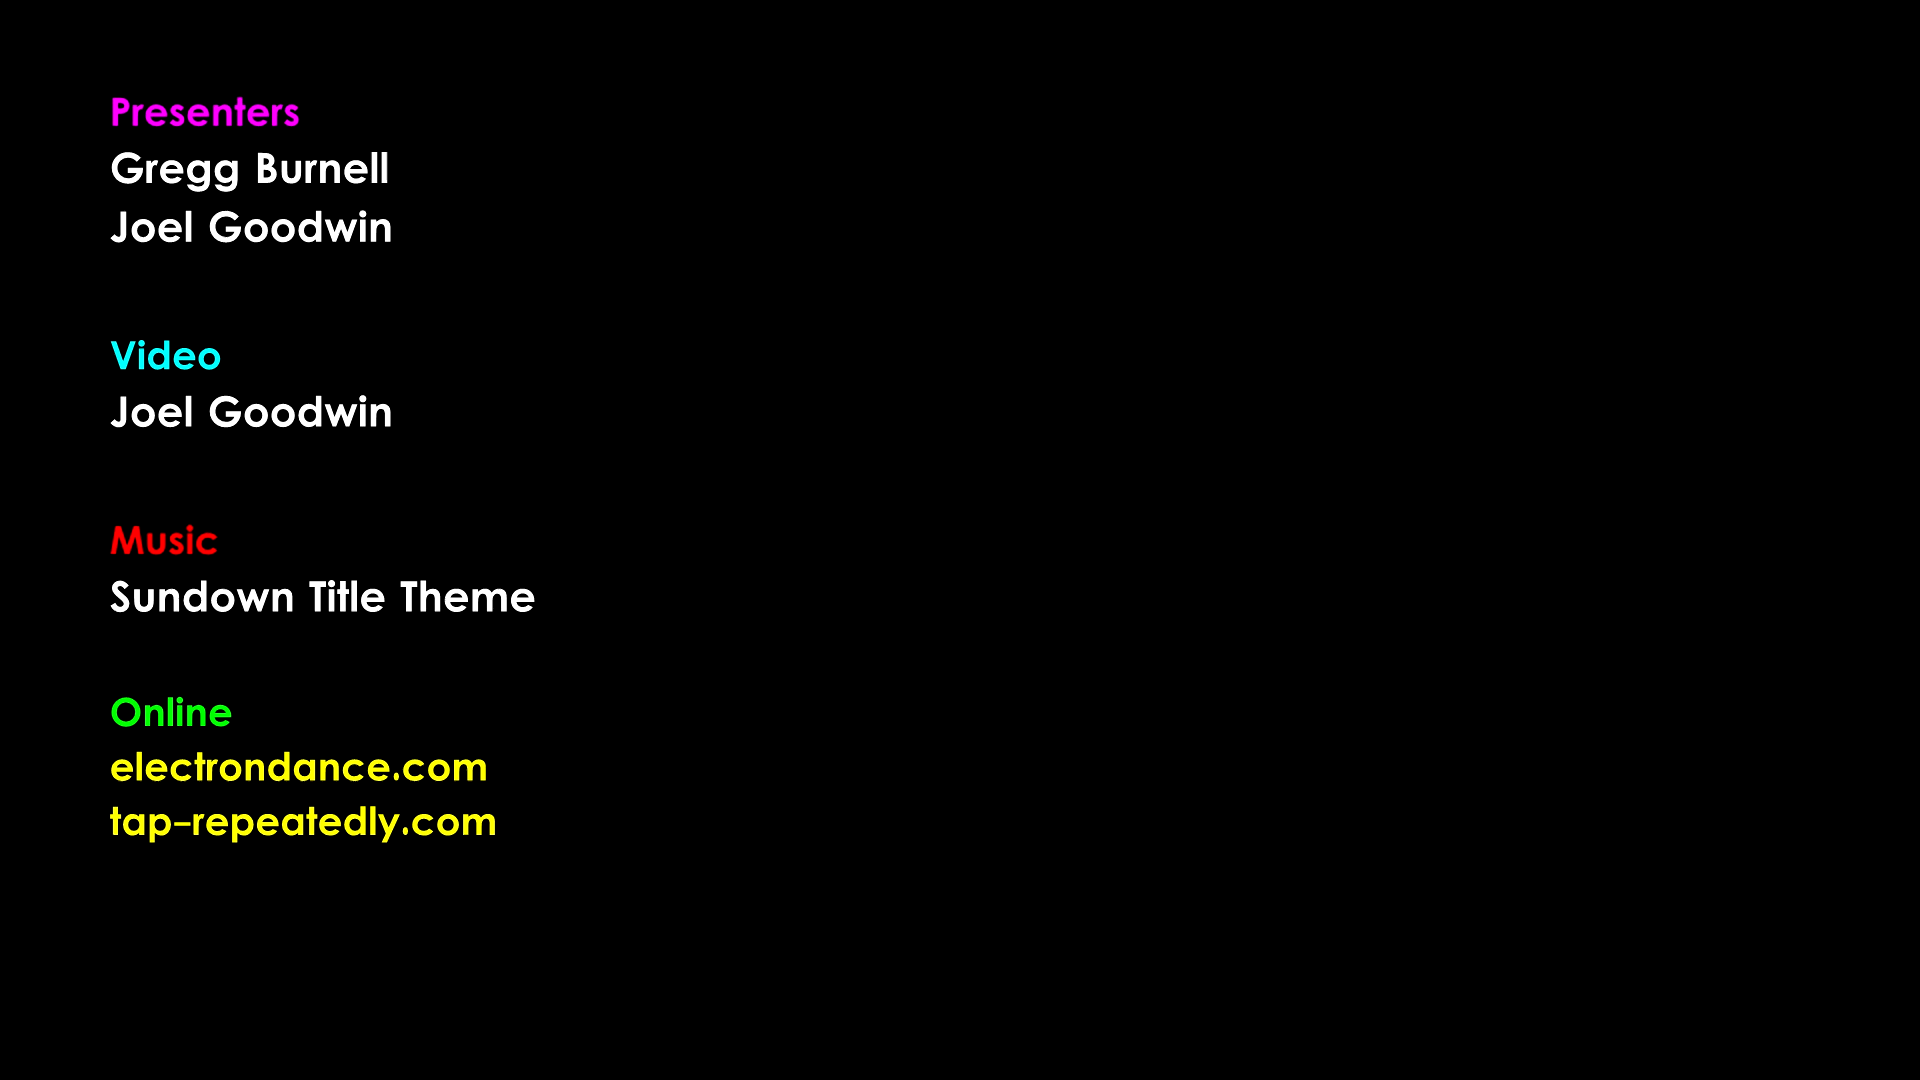 Presenters
Gregg Burnell
Joel Goodwin
Video
Joel Goodwin
Music
Sundown Title Theme
Online
electrondance.com
tap-repeatedly.com